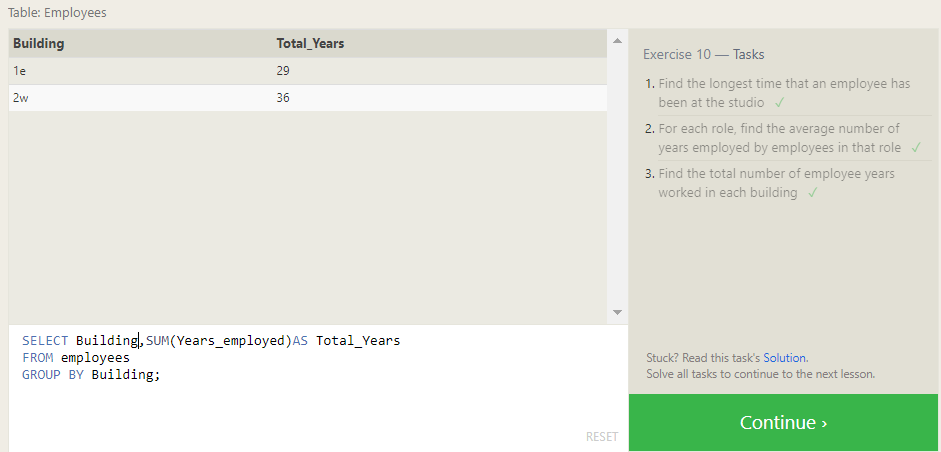 Table: Employees
Building Total_Years
1e 29
2w 36
SELECT Building,SUM(Years_employed)AS Total_Years
FROM employees
GROUP BY Building;
RESET
Exercise 10 — Tasks
1. Find the longest time that an employee has
been at the studio ✓
2. For each role, find the average number of
years employed by employees in that role ✓
3. Find the total number of employee years
worked in each building ✓
Stuck? Read this task's Solution.
Solve all tasks to continue to the next lesson.
Continue ›